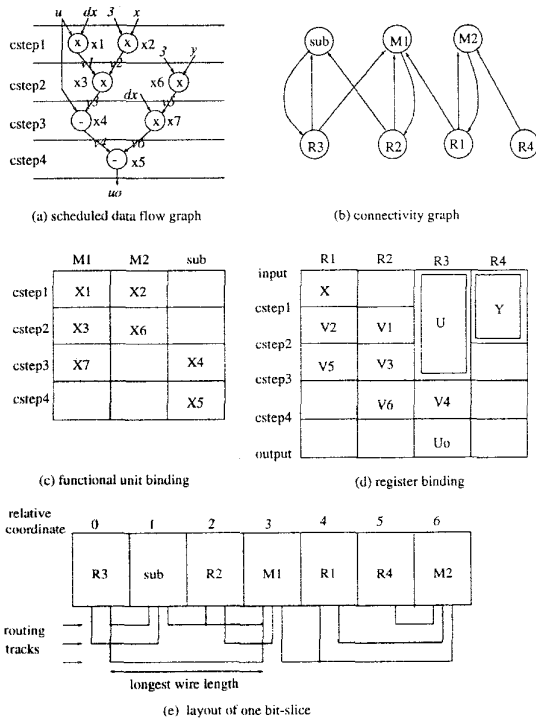 u dx 3 x
cstep1 x x1 x x2
v1 v2 3 y
cstep2 x3 x x6 x
v3 dx v5
cstep3 - x4 x x7
v4 v6
cstep4 - x5
uo
(a) scheduled data flow graph
sub M1 M2
R3 R2 R1 R4
(b) connectivity graph
M1 M2 sub
cstep1 X1 X2
cstep2 X3 X6
cstep3 X7 X4
cstep4 X5
(c) functional unit binding
R1 R2 R3 R4
input
X
cstep1
V2 V1 U Y
cstep2
V5 V3
cstep3
V6 V4
cstep4
Uo
output
(d) register binding
relative
coordinate 0 1 2 3 4 5 6
R3 sub R2 M1 R1 R4 M2
routing
tracks
longest wire length
(e) layout of one bit-slice